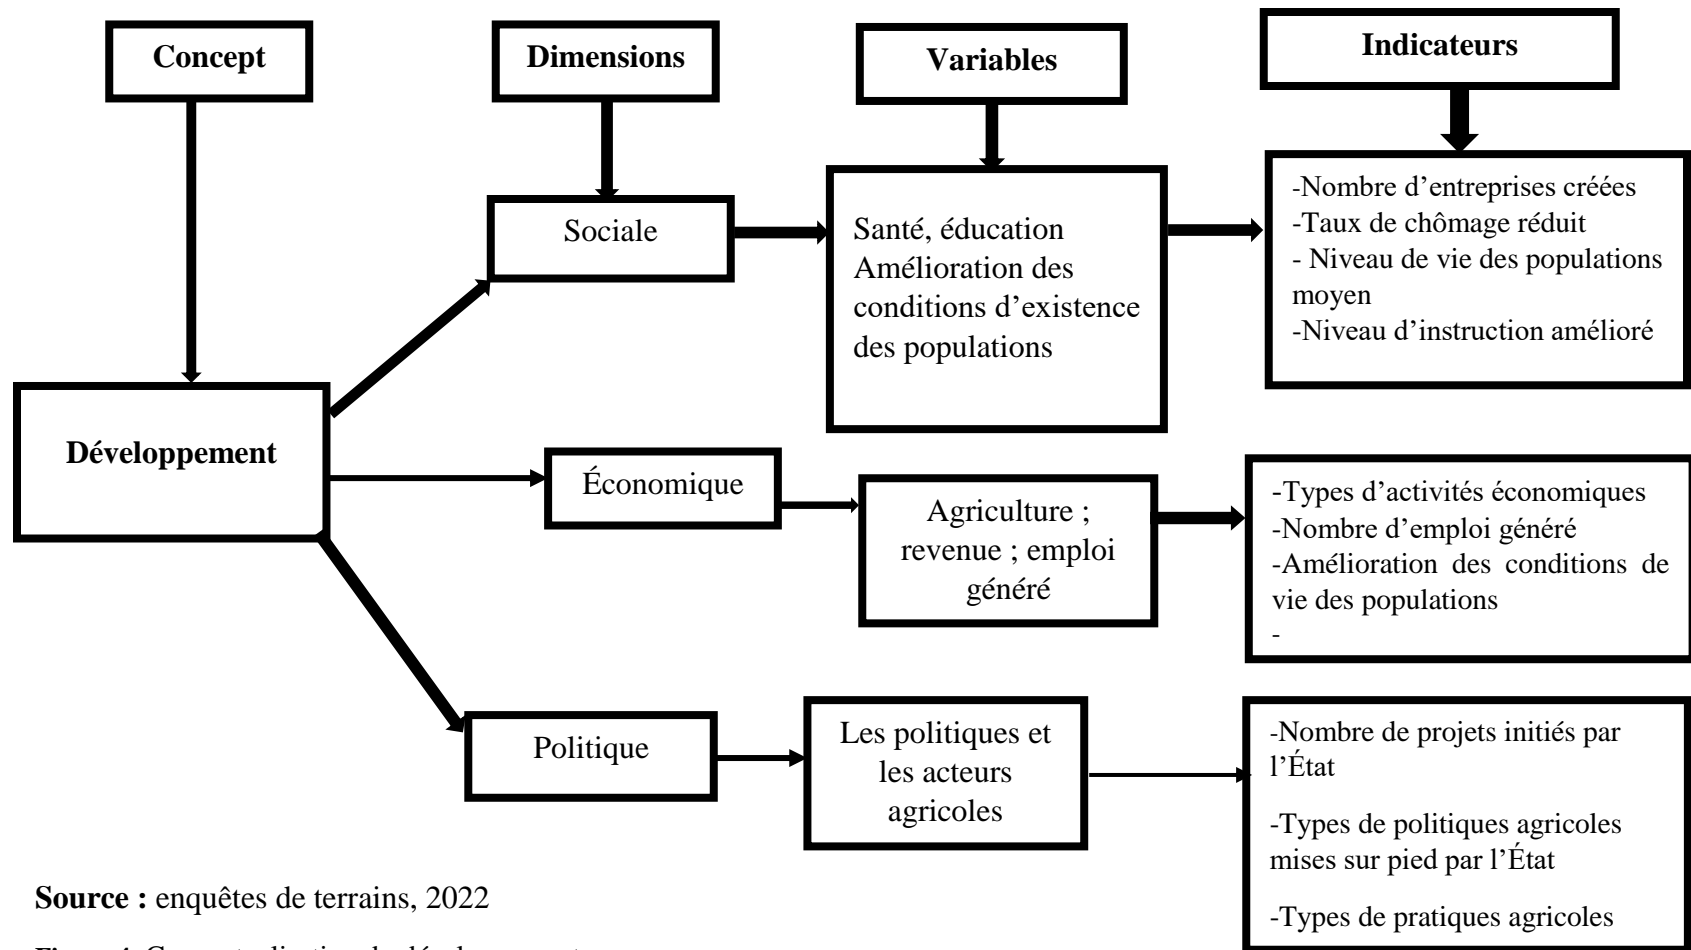 Concept
Dimensions
Variables
Indicateurs
Sociale
Santé, éducation
Amélioration des
conditions d’existence
des populations
-Nombre d’entreprises créées
-Taux de chômage réduit
- Niveau de vie des populations
moyen
-Niveau d’instruction amélioré
Développement
Économique
Agriculture ;
revenue ; emploi
généré
-Types d’activités économiques
-Nombre d’emploi généré
-Amélioration des conditions de
vie des populations
-
Politique
Les politiques et
les acteurs
agricoles
-Nombre de projets initiés par
l’État
-Types de politiques agricoles
mises sur pied par l’État
-Types de pratiques agricoles
Source : enquêtes de terrains, 2022